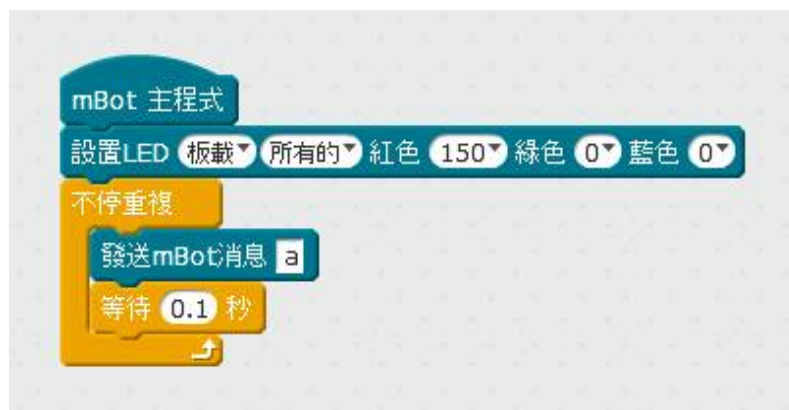 mBot 主程式
設置LED 板載 所有的 紅色 150 綠色 0 藍色 0
不停重複
發送mBot消息 a
等待 0.1 秒